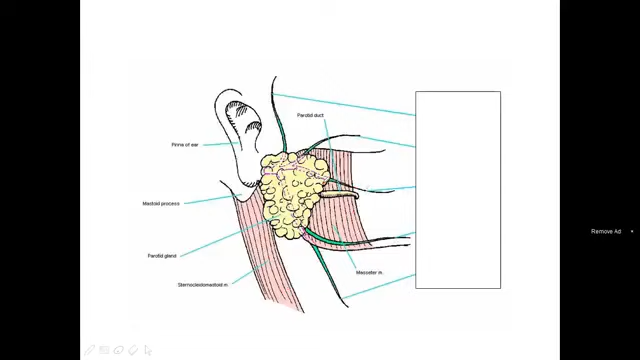 Parotid duct
Pinna of ear
Mastoid process
Parotid gland
Sternocleidomastoid m.
Masseter m.
Remove Ad